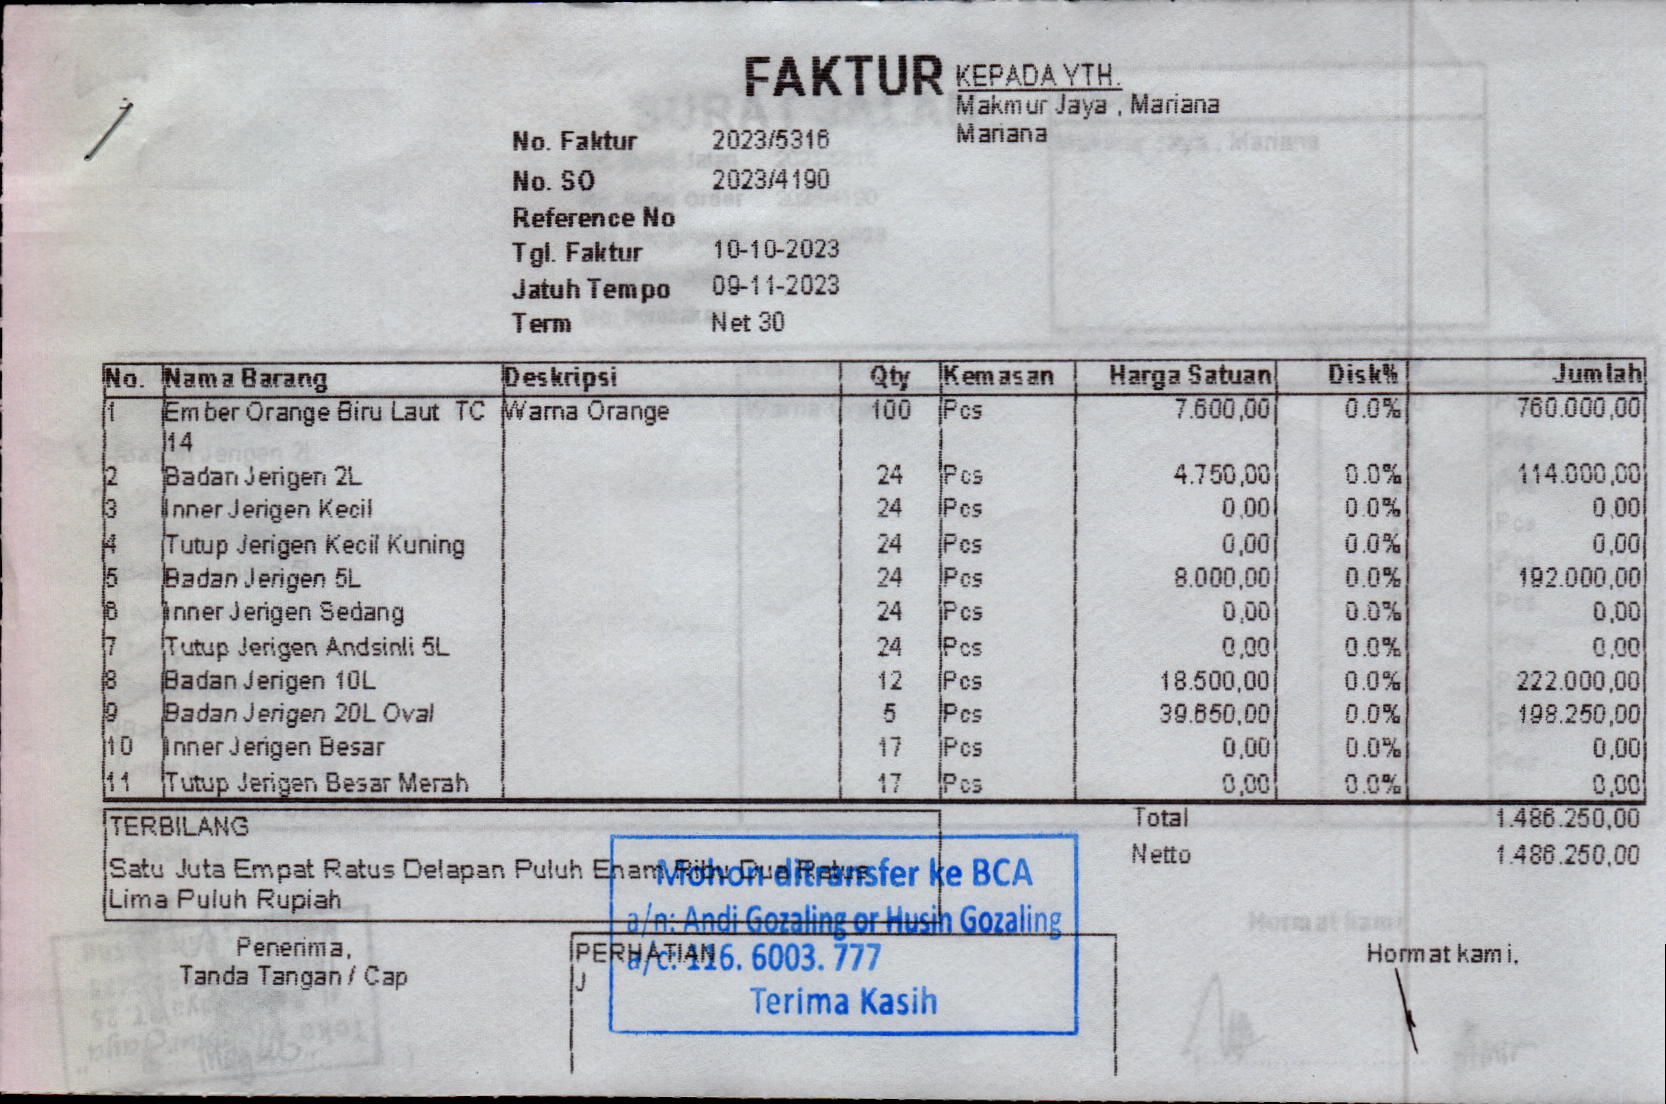 FAKTUR
KEPADA YTH.
Makmur Jaya , Mariana
Mariana
No. Faktur 2023/5316
No. SO 2023/4190
Reference No
Tgl. Faktur 10-10-2023
Jatuh Tempo 09-11-2023
Term Net 30
No. Nama Barang Deskripsi Qty Kemasan Harga Satuan Disk% Jumlah
1 Ember Orange Biru Laut TC Warna Orange 100 Pcs 7.600,00 0.0% 760.000,00
14
2 Badan Jerigen 2L 24 Pcs 4.750,00 0.0% 114.000,00
3 Inner Jerigen Kecil 24 Pcs 0,00 0.0% 0,00
4 Tutup Jerigen Kecil Kuning 24 Pcs 0,00 0.0% 0,00
5 Badan Jerigen 5L 24 Pcs 8.000,00 0.0% 192.000,00
6 Inner Jerigen Sedang 24 Pcs 0,00 0.0% 0,00
7 Tutup Jerigen Andsinli 5L 24 Pcs 0,00 0.0% 0,00
8 Badan Jerigen 10L 12 Pcs 18.500,00 0.0% 222.000,00
9 Badan Jerigen 20L Oval 5 Pcs 39.650,00 0.0% 198.250,00
10 Inner Jerigen Besar 17 Pcs 0,00 0.0% 0,00
11 Tutup Jerigen Besar Merah 17 Pcs 0,00 0.0% 0,00
Total 1.486.250,00
Netto 1.486.250,00
TERBILANG
Satu Juta Empat Ratus Delapan Puluh Enam Ribu Dua Ratus
Lima Puluh Rupiah
Mohon ditransfer ke BCA
a/n: Andi Gozaling or Husin Gozaling
a/c: 116. 6003. 777
Terima Kasih
Penerima,
Tanda Tangan / Cap
PERHATIAN
J
Hormat kami,